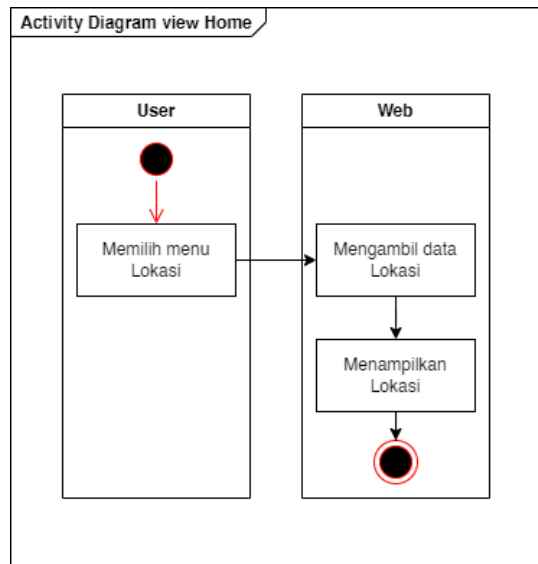 Activity Diagram view Home
User
Web
Memilih menu
Lokasi
Mengambil data
Lokasi
Menampilkan
Lokasi